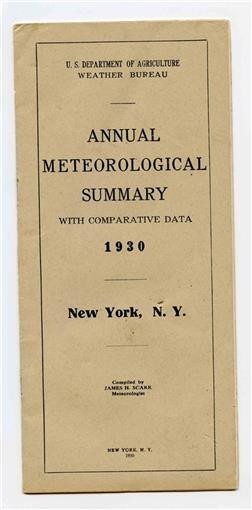 U. S. DEPARTMENT OF AGRICULTURE
WEATHER BUREAU
ANNUAL
METEOROLOGICAL
SUMMARY
WITH COMPARATIVE DATA
1930
New York, N. Y.
Compiled by
JAMES H. SCARR
Meteorologist
NEW YORK, N. Y.
1930